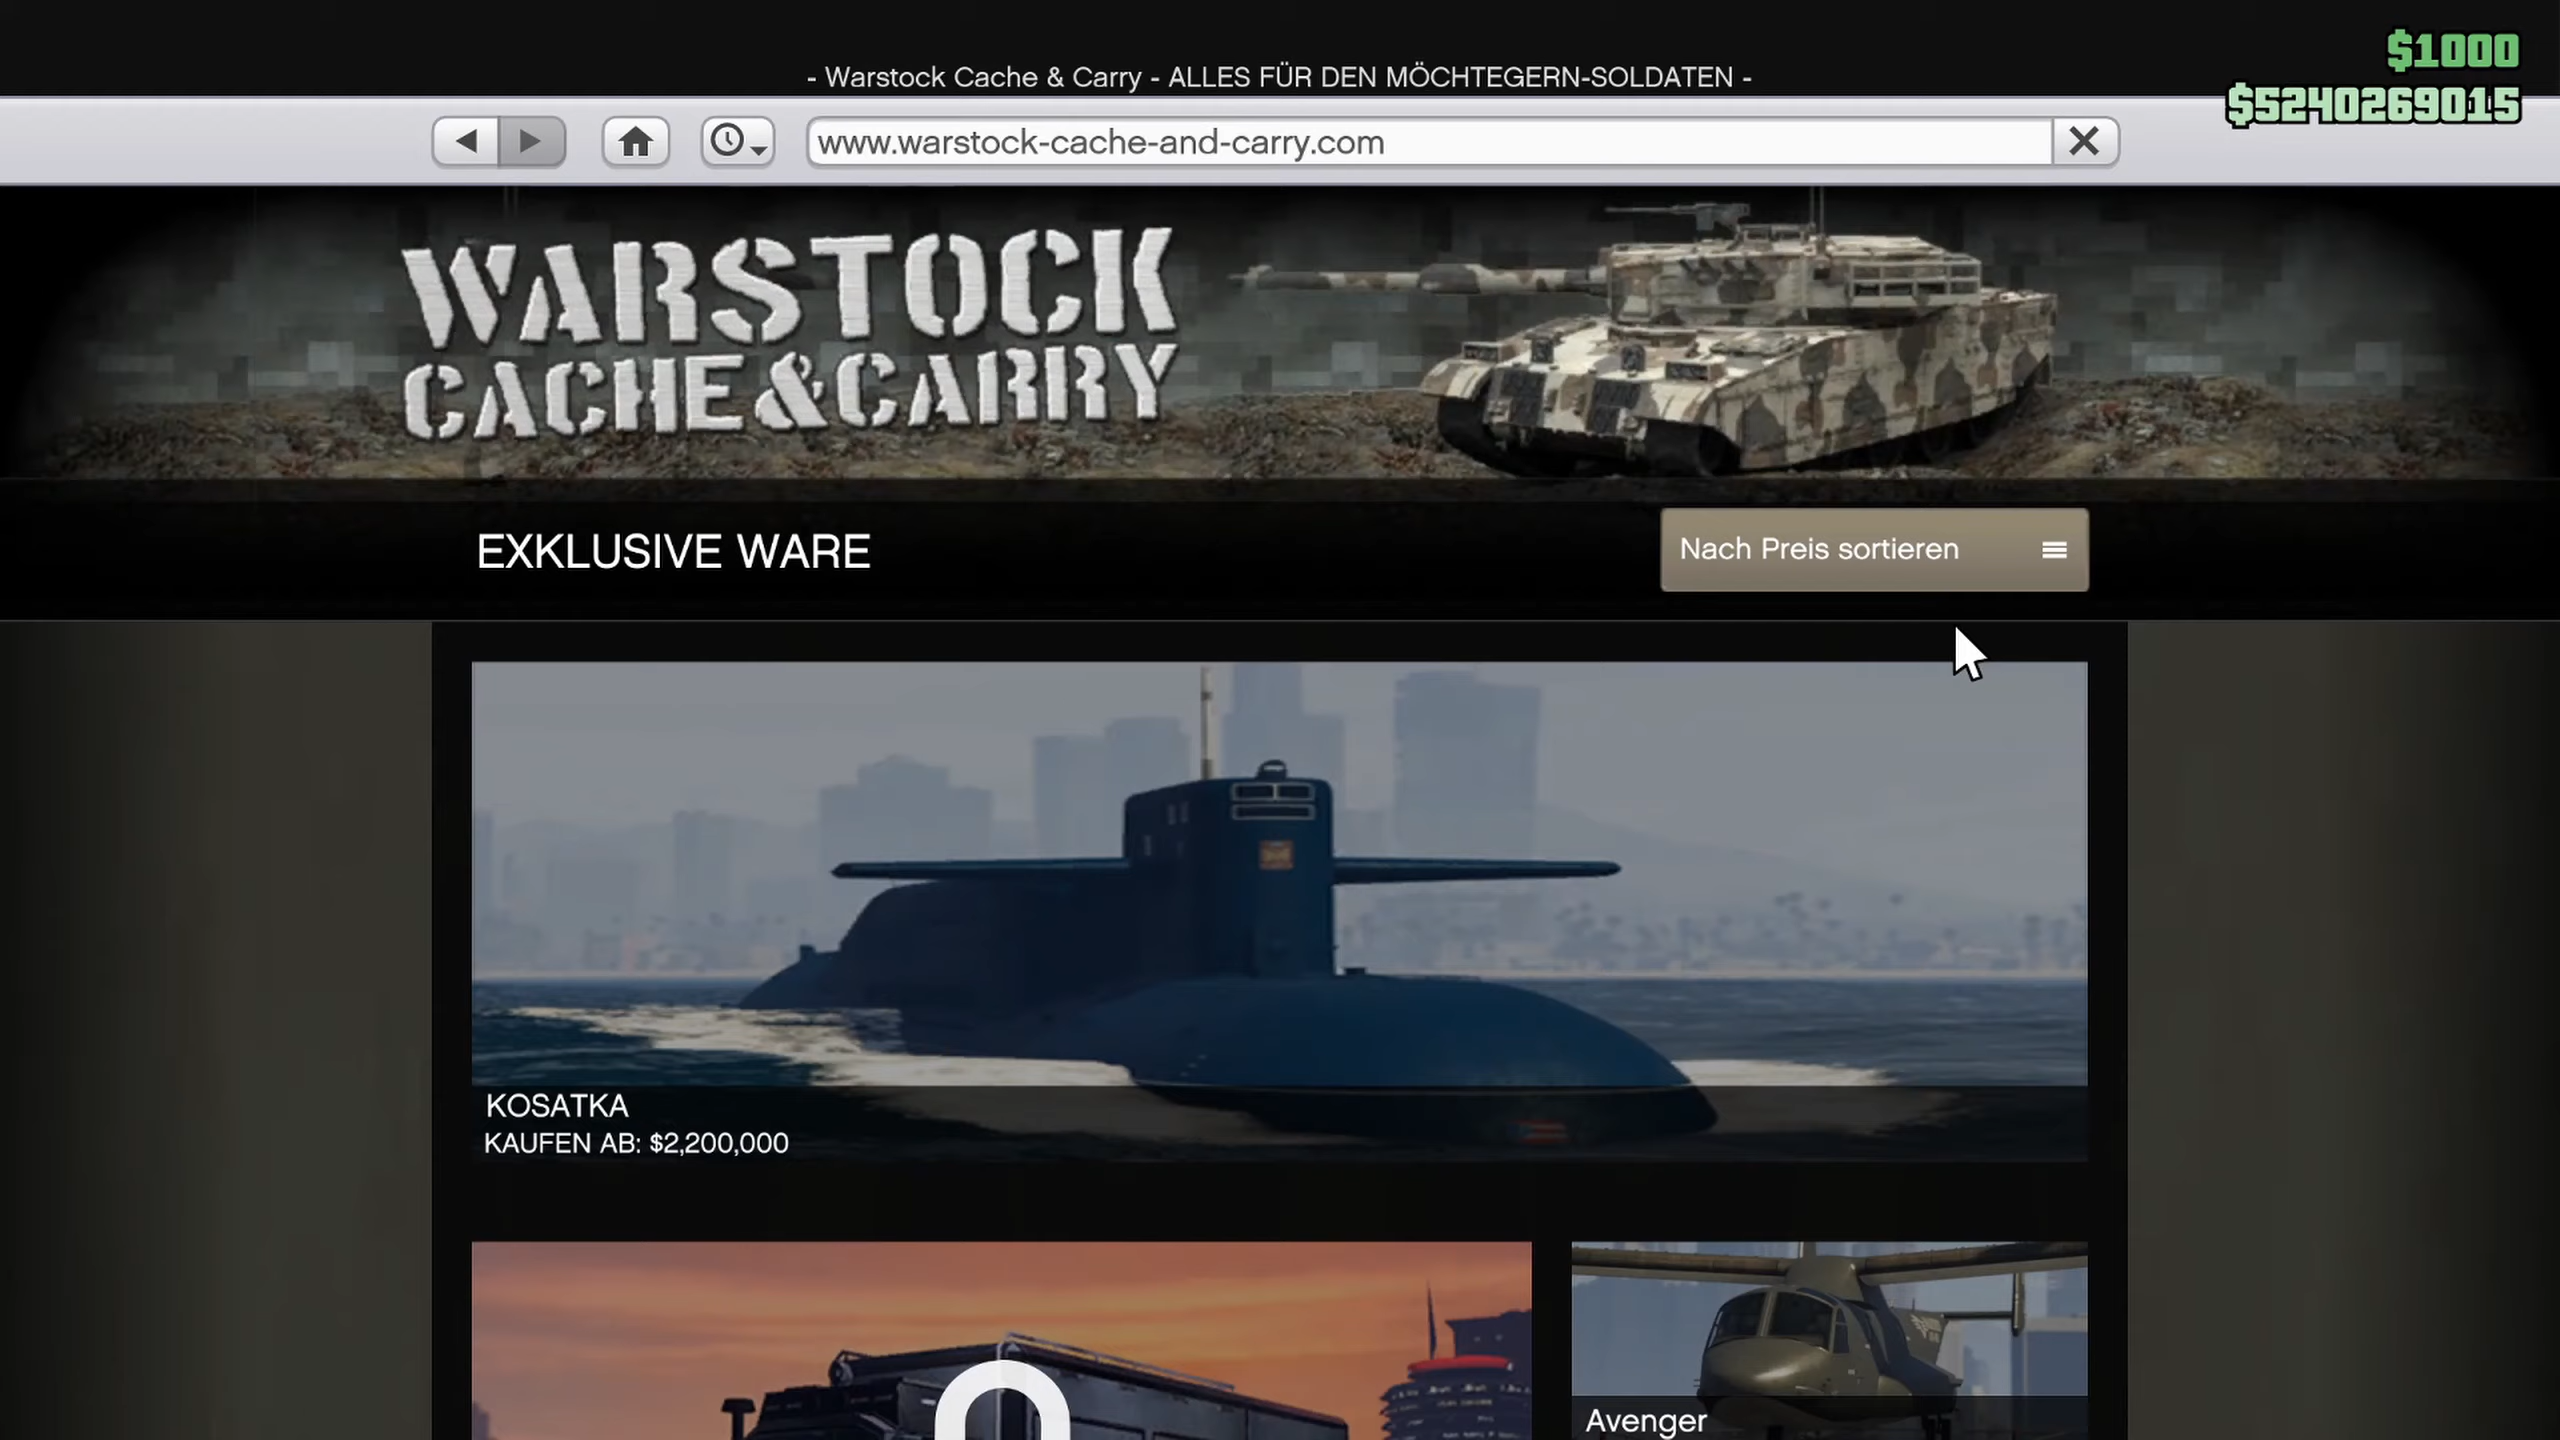 $1000
- Warstock Cache & Carry - ALLES FÜR DEN MÖCHTEGERN-SOLDATEN -
$5240269015
www.warstock-cache-and-carry.com
WARSTOCK
CACHE&CARRY
EXKLUSIVE WARE
Nach Preis sortieren
KOSATKA
KAUFEN AB: $2,200,000
Avenger